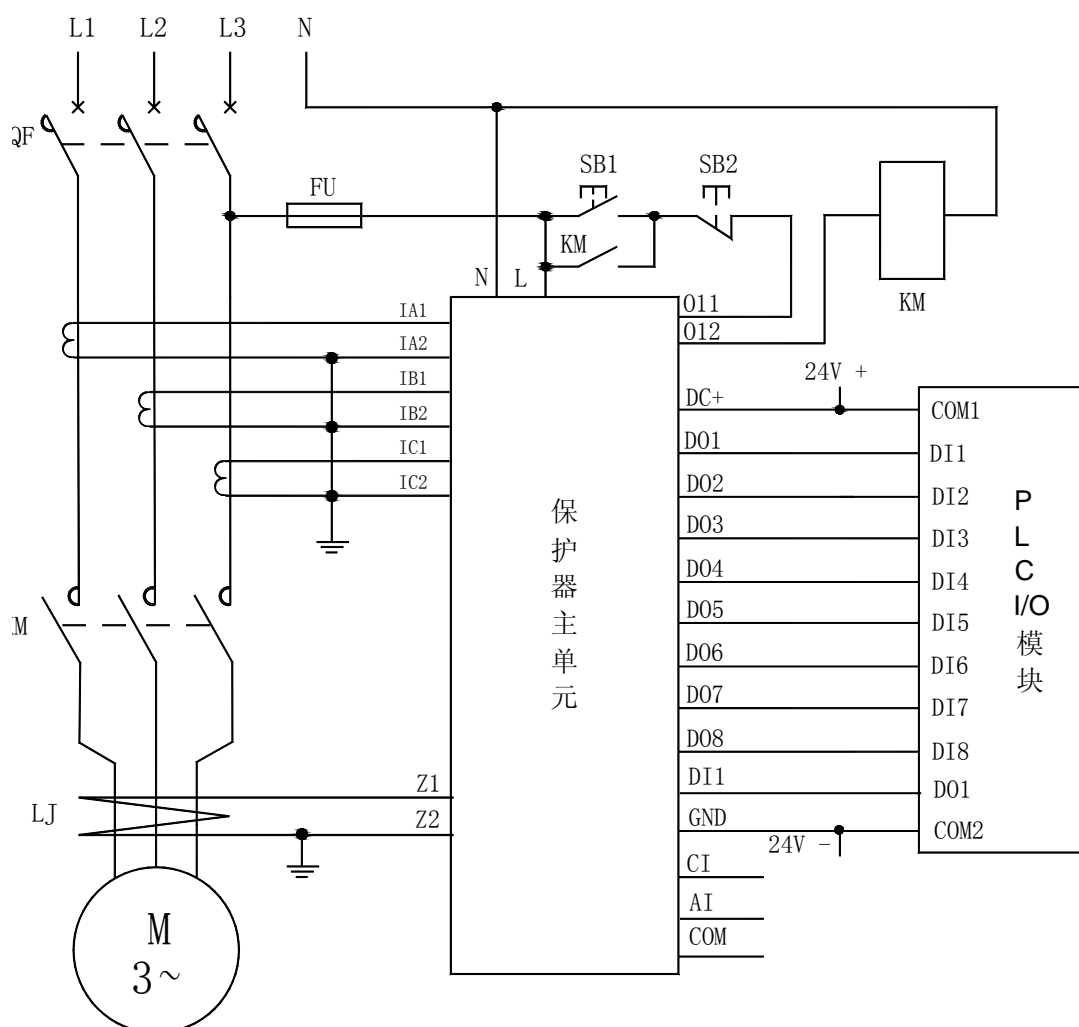 L1 L2 L3 N
QF
SB1 SB2
FU
KM
N L
KM
IA1
IA2
IB1
IB2
IC1
IC2
O11
O12
24V +
DC+ COM1
DO1 DI1
DO2 DI2
DO3 DI3
DO4 DI4
DO5 DI5
DO6 DI6
DO7 DI7
DO8 DI8
DI1 DO1
GND COM2
24V -
CI
AI
COM
保
护
器
主
单
元
P
L
C
I/O
模
块
Z1
Z2
LJ
M
3~